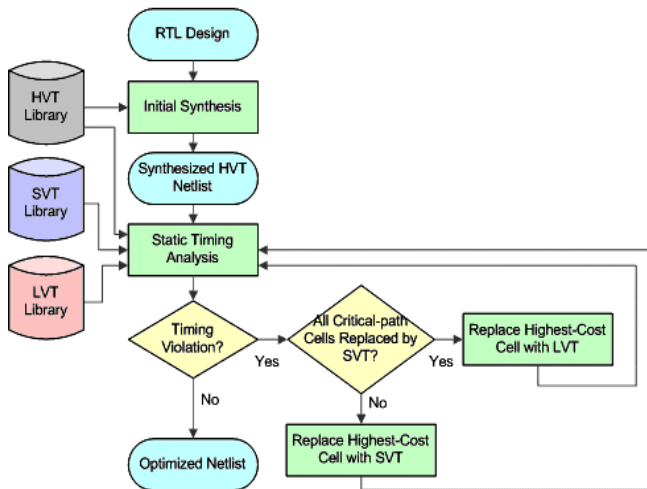 RTL Design
HVT
Library
Initial Synthesis
Synthesized HVT
Netlist
SVT
Library
Static Timing
Analysis
LVT
Library
Timing
Violation?
Yes
All Critical-path
Cells Replaced by
SVT?
Yes
Replace Highest-Cost
Cell with LVT
No
No
Optimized Netlist
Replace Highest-Cost
Cell with SVT